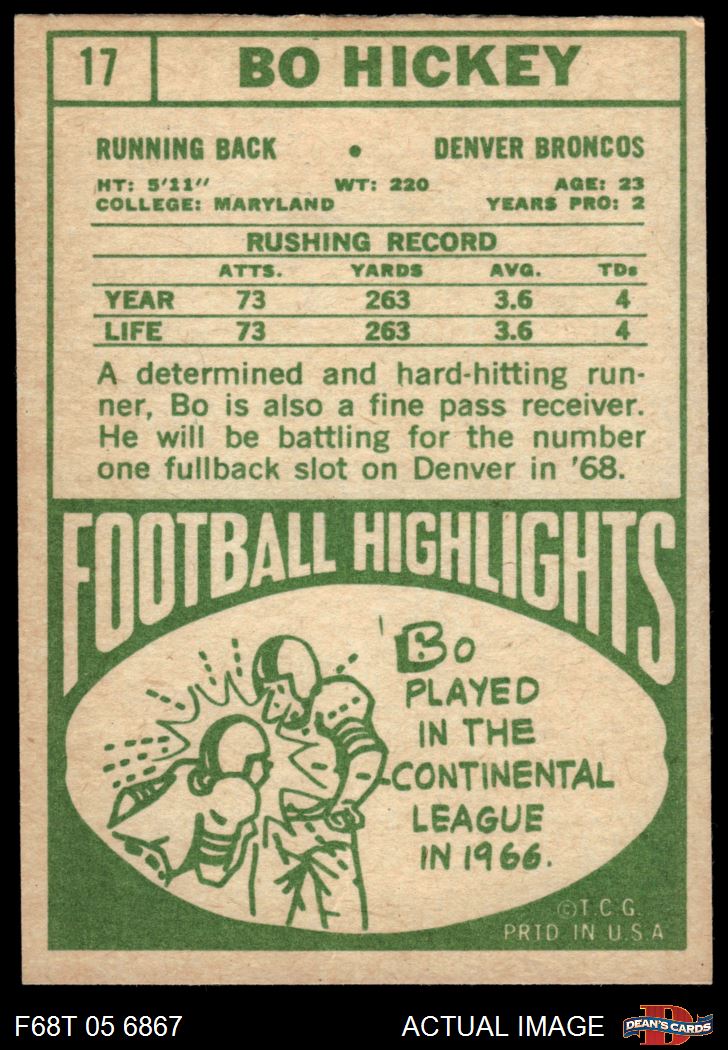 17 BO HICKEY
RUNNING BACK • DENVER BRONCOS
HT: 5'11" WT: 220 AGE: 23
COLLEGE: MARYLAND YEARS PRO: 2
RUSHING RECORD
ATTS. YARDS AVG. TDs
YEAR 73 263 3.6 4
LIFE 73 263 3.6 4
A determined and hard-hitting run-
ner, Bo is also a fine pass receiver.
He will be battling for the number
one fullback slot on Denver in '68.
FOOTBALL HIGHLIGHTS
BO
PLAYED
IN THE
CONTINENTAL
LEAGUE
IN 1966.
©T.C.G.
PRTD IN U.S.A
F68T 05 6867 ACTUAL IMAGE
D
DEAN'S CARDS